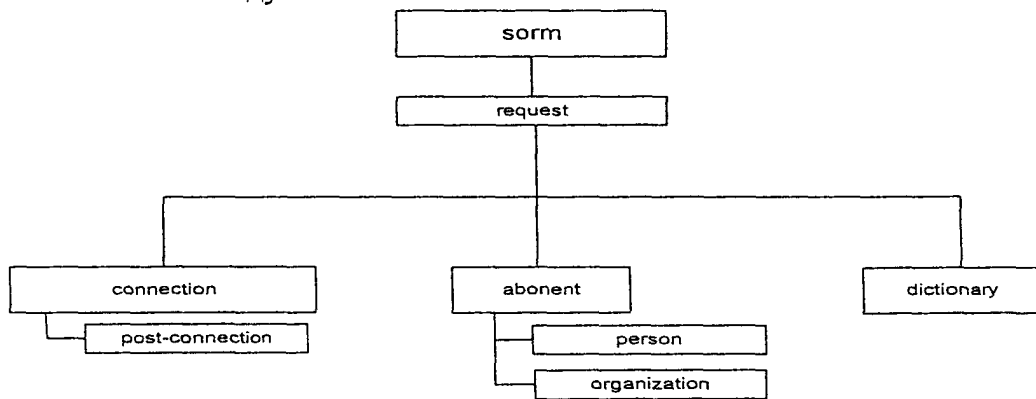 sorm
request
connection
abonent
dictionary
post-connection
person
organization